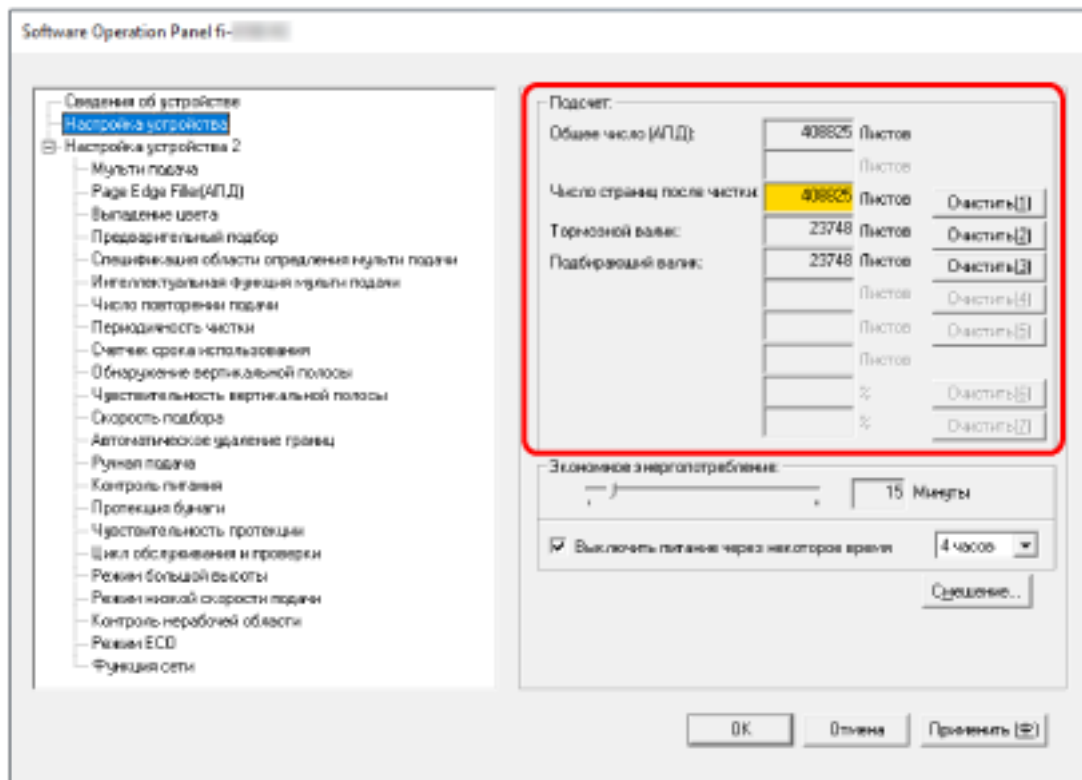 Software Operation Panel fi-
Сведения об устройстве
Настройка устройства
Настройка устройства 2
Мульти подача
Page Edge Filler(АПД)
Выпадение цвета
Предварительный подбор
Спецификация области опредления мульти подачи
Интеллектуальная функция мульти подачи
Число повторении подачи
Периодичность чистки
Счетчик срока использования
Обнаружение вертикальной полосы
Чувствительность вертикальной полосы
Скорость подбора
Автоматическое удаление границ
Ручная подача
Контроль питания
Протекция бумаги
Чувствительность протекции
Цикл обслуживания и проверки
Режим большой высоты
Режим низкой скорости подачи
Контроль нерабочей области
Режим ECO
Функция сети
Подсчет:
Общее число (АПД): 408825 Листов
Листов
Число страниц после чистки: 408825 Листов Очистить(1)
Тормозной валик: 23748 Листов Очистить(2)
Подбирающий валик: 23748 Листов Очистить(3)
Листов Очистить(4)
Листов Очистить(5)
Листов
% Очистить(6)
% Очистить(7)
Экономное энергопотребление:
15 Минуты
Выключить питание через некоторое время 4 часов
Смещение...
OK Отмена Применить (Ф)